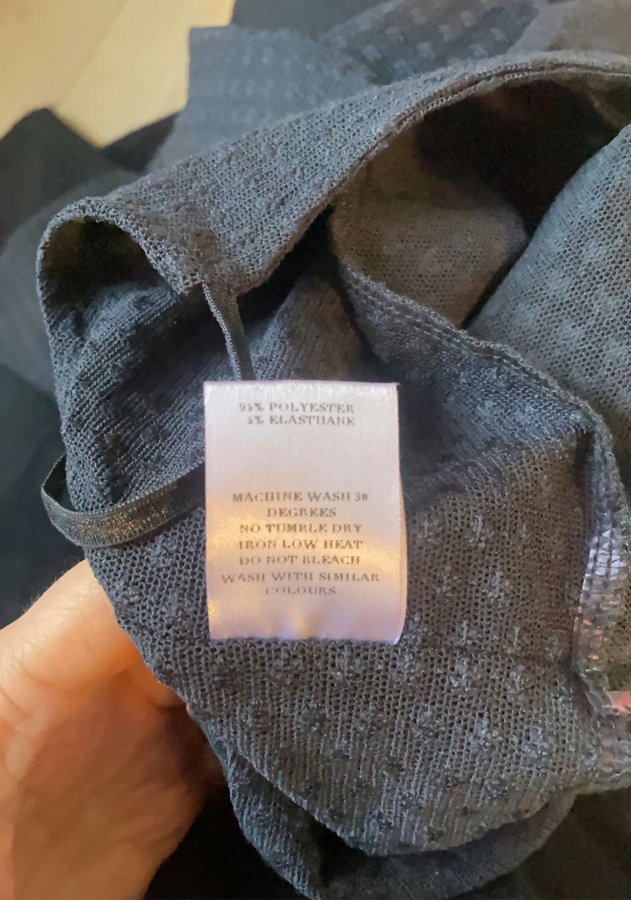 95% POLYESTER
5% ELASTHANE
MACHINE WASH 30
DEGREES
NO TUMBLE DRY
IRON LOW HEAT
DO NOT BLEACH
WASH WITH SIMILAR
COLOURS